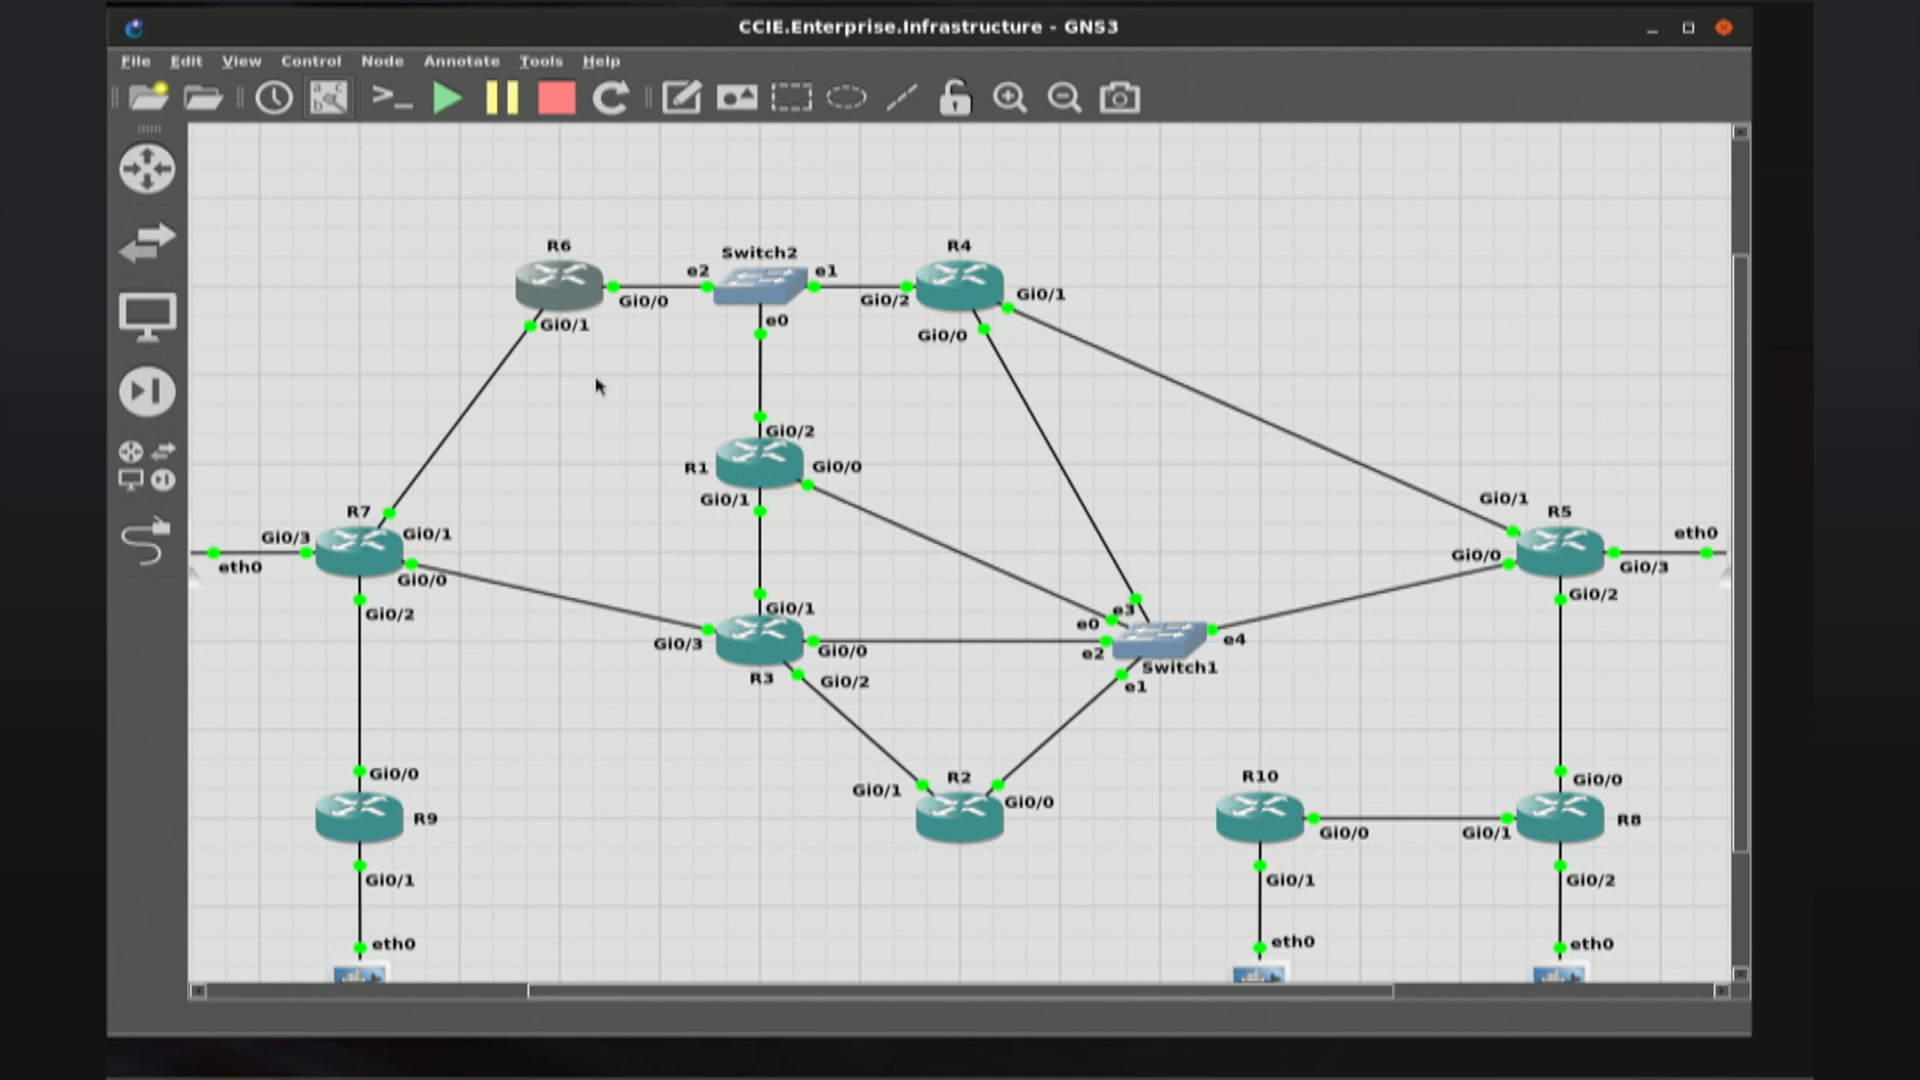 CCIE.Enterprise.Infrastructure - GNS3
File Edit View Control Node Annotate Tools Help
R6 Switch2 R4
e2 e1
Gi0/0 Gi0/2 Gi0/1
Gi0/1 e0 Gi0/0
Gi0/2
R1 Gi0/0
Gi0/1
R7 Gi0/1 R5
Gi0/3 Gi0/1 eth0
eth0 Gi0/0 Gi0/0 Gi0/3
Gi0/2 Gi0/1 e3 Gi0/2
e0
Gi0/3 Gi0/0 e2 e4
R3 Gi0/2 Switch1
e1
Gi0/0 R2 R10 Gi0/0
Gi0/1 Gi0/0
R9 Gi0/0 Gi0/1 R8
Gi0/1 Gi0/1 Gi0/2
eth0 eth0 eth0